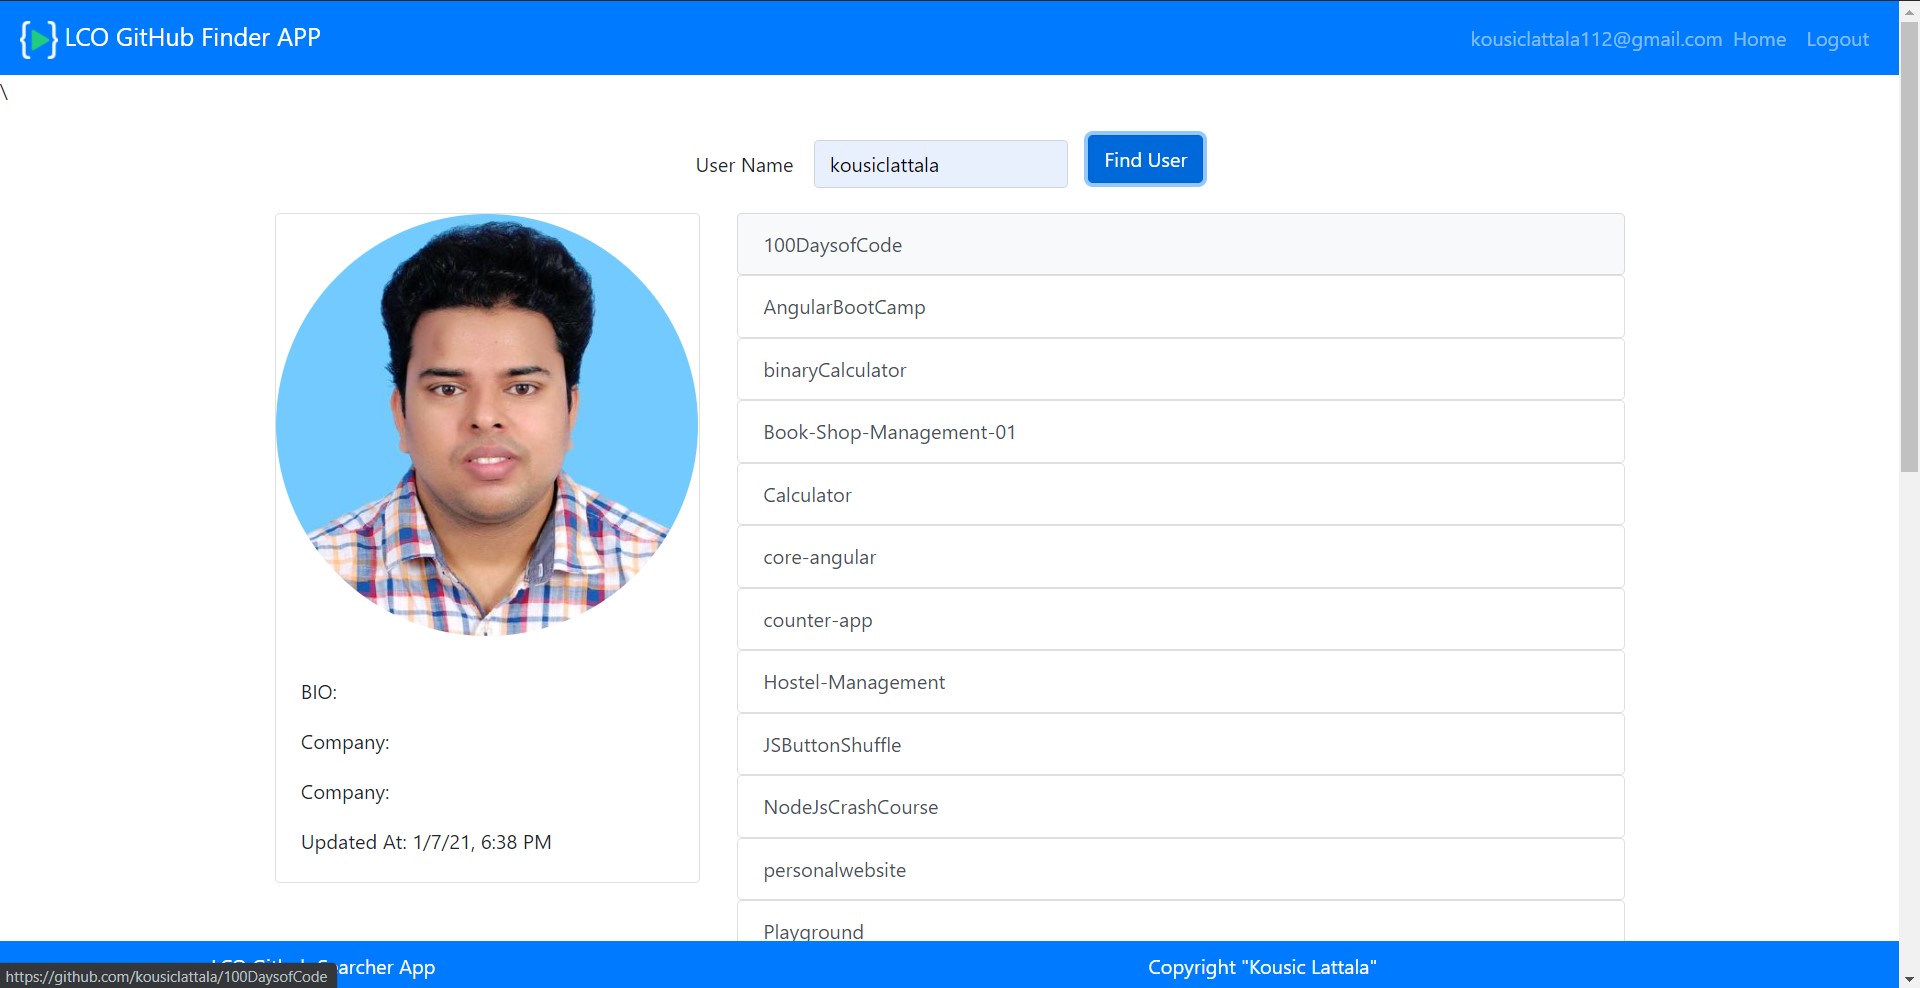 LCO GitHub Finder APP
kousiclattala112@gmail.com Home Logout
\
User Name kousiclattala Find User
100DaysofCode
AngularBootCamp
binaryCalculator
Book-Shop-Management-01
Calculator
core-angular
counter-app
Hostel-Management
JSButtonShuffle
NodeJsCrashCourse
personalwebsite
Playground
BIO:
Company:
Company:
Updated At: 1/7/21, 6:38 PM
App
Copyright "Kousic Lattala"
https://github.com/kousiclattala/100DaysofCode